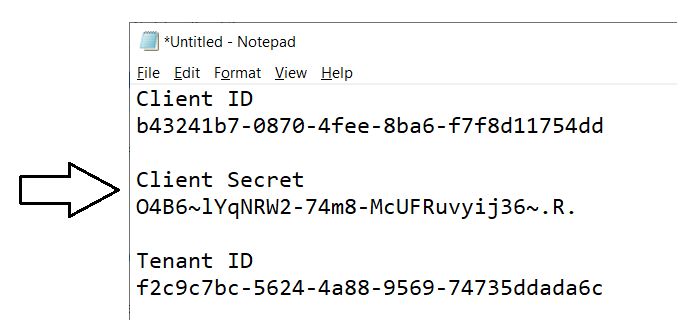 *Untitled - Notepad
File Edit Format View Help
Client ID
b43241b7-0870-4fee-8ba6-f7f8d11754dd
Client Secret
O4B6~lYqNRW2-74m8-McUFRuvyij36~.R.
Tenant ID
f2c9c7bc-5624-4a88-9569-74735ddada6c